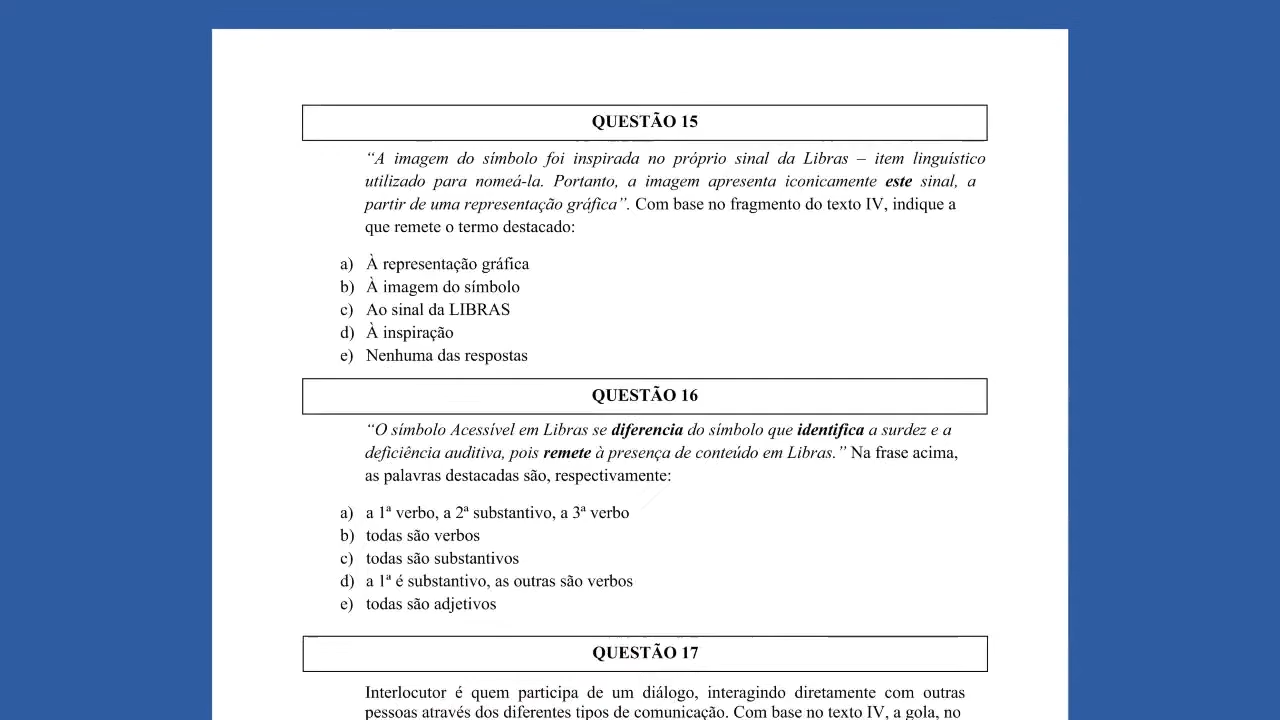 QUESTÃO 15
“A imagem do símbolo foi inspirada no próprio sinal da Libras – item linguístico
utilizado para nomeá-la. Portanto, a imagem apresenta iconicamente este sinal, a
partir de uma representação gráfica”. Com base no fragmento do texto IV, indique a
que remete o termo destacado:
a) À representação gráfica
b) À imagem do símbolo
c) Ao sinal da LIBRAS
d) À inspiração
e) Nenhuma das respostas
QUESTÃO 16
“O símbolo Acessível em Libras se diferencia do símbolo que identifica a surdez e a
deficiência auditiva, pois remete à presença de conteúdo em Libras.” Na frase acima,
as palavras destacadas são, respectivamente:
a) a 1ª verbo, a 2ª substantivo, a 3ª verbo
b) todas são verbos
c) todas são substantivos
d) a 1ª é substantivo, as outras são verbos
e) todas são adjetivos
QUESTÃO 17
Interlocutor é quem participa de um diálogo, interagindo diretamente com outras
pessoas através dos diferentes tipos de comunicação. Com base no texto IV, a gola, no